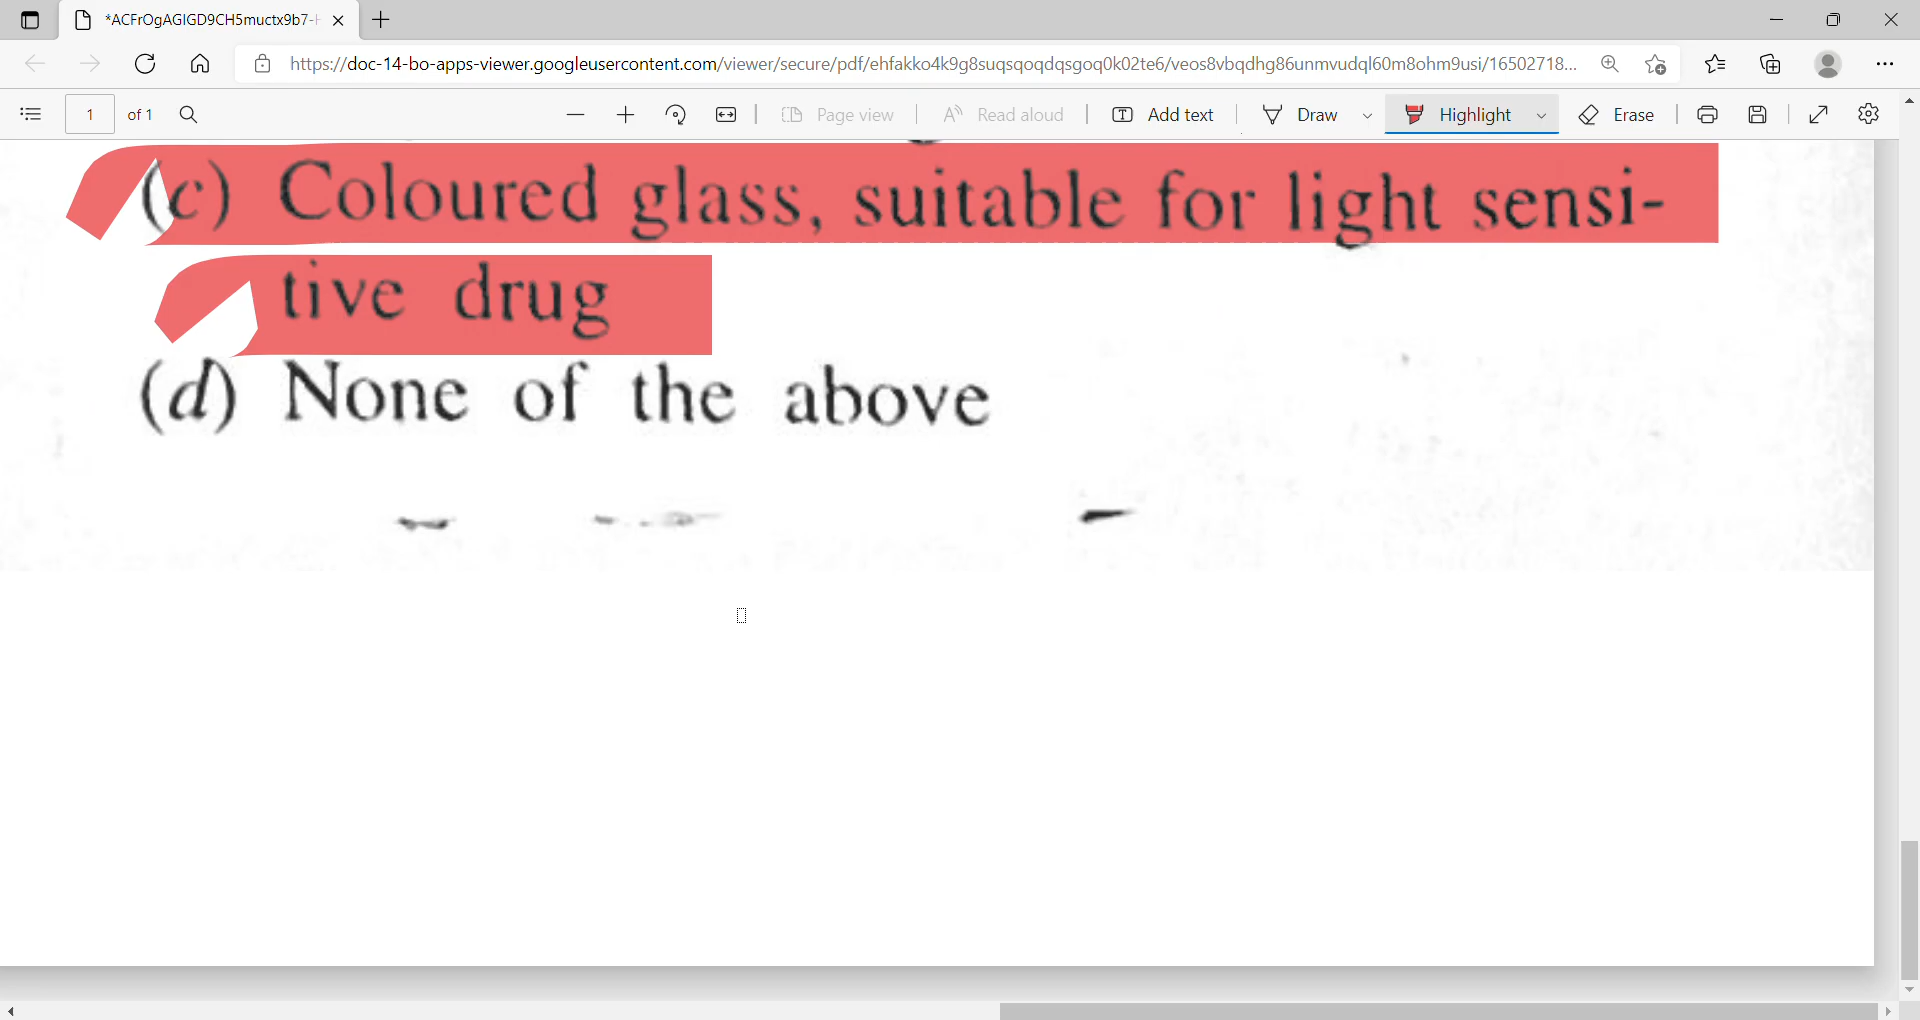 *ACFrOgAGIGD9CH5muctx9b7-
https://doc-14-bo-apps-viewer.googleusercontent.com/viewer/secure/pdf/ehfakko4k9g8suqsqoqdqsgoq0k02te6/veos8vbqdhg86unmvudql60m8ohm9usi/16502718...
1 of 1 Page view Read aloud Add text Draw Highlight Erase
(c) Coloured glass, suitable for light sensi-
tive drug
(d) None of the above